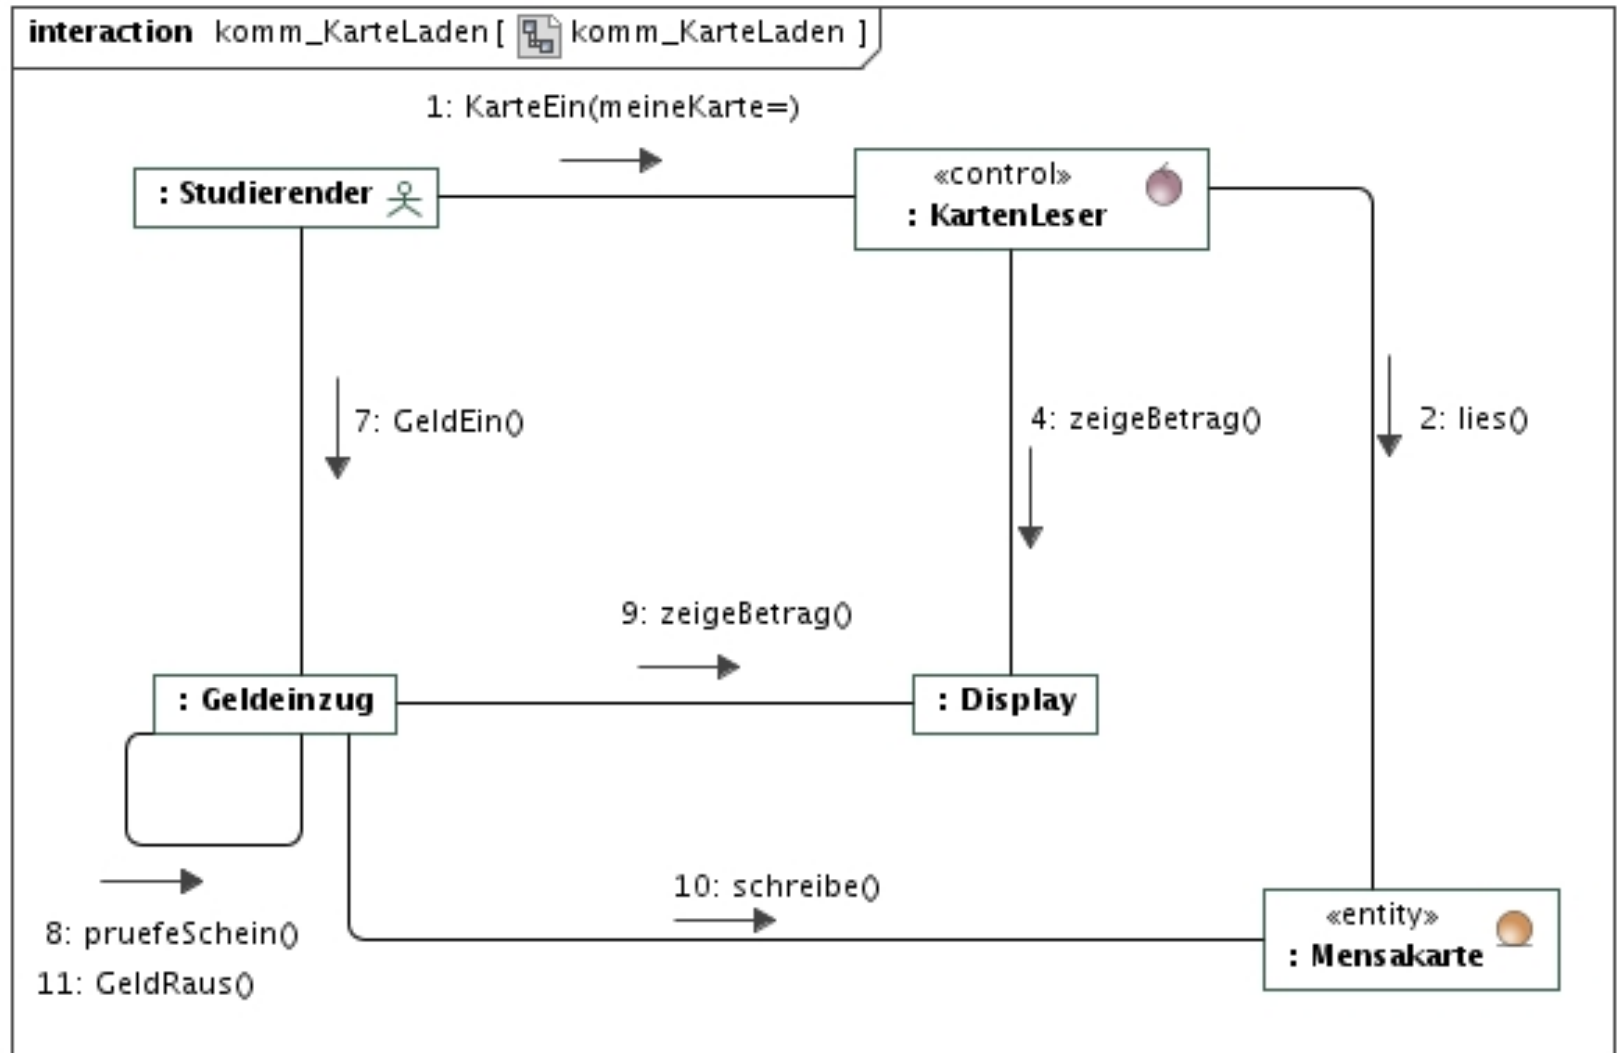 interaction komm_KarteLaden [ komm_KarteLaden ]
1: KarteEin(meineKarte=)
: Studierender
«control»
: KartenLeser
7: GeldEin()
4: zeigeBetrag()
2: lies()
9: zeigeBetrag()
: Geldeinzug
: Display
10: schreibe()
8: pruefeSchein()
11: GeldRaus()
«entity»
: Mensakarte